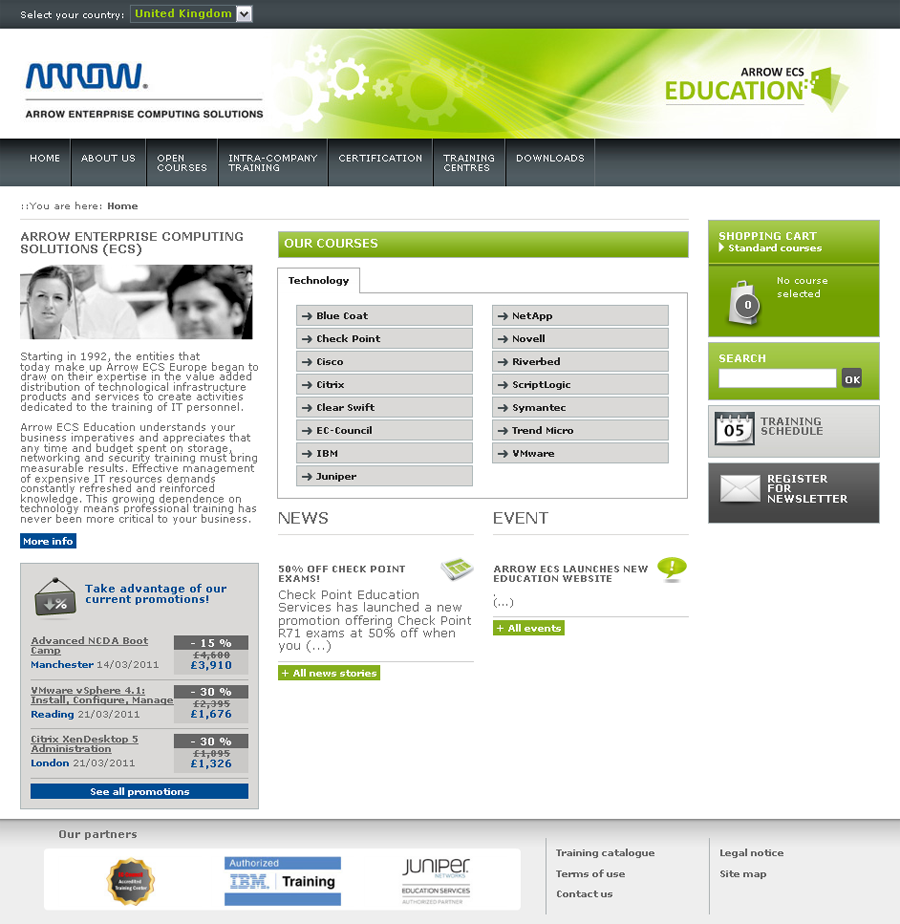 Select your country: United Kingdom
ARROW.
ARROW ENTERPRISE COMPUTING SOLUTIONS
ARROW ECS
EDUCATION
HOME
ABOUT US
OPEN
COURSES
INTRA-COMPANY
TRAINING
CERTIFICATION
TRAINING
CENTRES
DOWNLOADS
::You are here: Home
ARROW ENTERPRISE COMPUTING
SOLUTIONS (ECS)
Starting in 1992, the entities that
today make up Arrow ECS Europe began to
draw on their expertise in the value added
distribution of technological infrastructure
products and services to create activities
dedicated to the training of IT personnel.
Arrow ECS Education understands your
business imperatives and appreciates that
any time and budget spent on storage,
networking and security training must bring
measurable results. Effective management
of expensive IT resources demands
constantly refreshed and reinforced
knowledge. This growing dependence on
technology means professional training has
never been more critical to your business.
More info
Take advantage of our
current promotions!
%
Advanced NCDA Boot
Camp
Manchester 14/03/2011
- 15 %
£4,600
£3,910
VMware vSphere 4.1:
Install, Configure, Manage
Reading 21/03/2011
- 30 %
£2,395
£1,676
Citrix XenDesktop 5
Administration
London 21/03/2011
- 30 %
£1,895
£1,326
See all promotions
OUR COURSES
Technology
Blue Coat
Check Point
Cisco
Citrix
Clear Swift
EC-Council
IBM
Juniper
NetApp
Novell
Riverbed
ScriptLogic
Symantec
Trend Micro
VMware
NEWS
50% OFF CHECK POINT
EXAMS!
Check Point Education
Services has launched a new
promotion offering Check Point
R71 exams at 50% off when
you (...)
+ All news stories
EVENT
ARROW ECS LAUNCHES NEW
EDUCATION WEBSITE
.
(...)
+ All events
SHOPPING CART
Standard courses
No course
selected
0
SEARCH
OK
05
TRAINING
SCHEDULE
REGISTER
FOR
NEWSLETTER
Our partners
Accredited
Training Center
Authorized
IBM Training
JUNIPER
NETWORKS
EDUCATION SERVICES
AUTHORIZED PARTNER
Training catalogue
Terms of use
Contact us
Legal notice
Site map